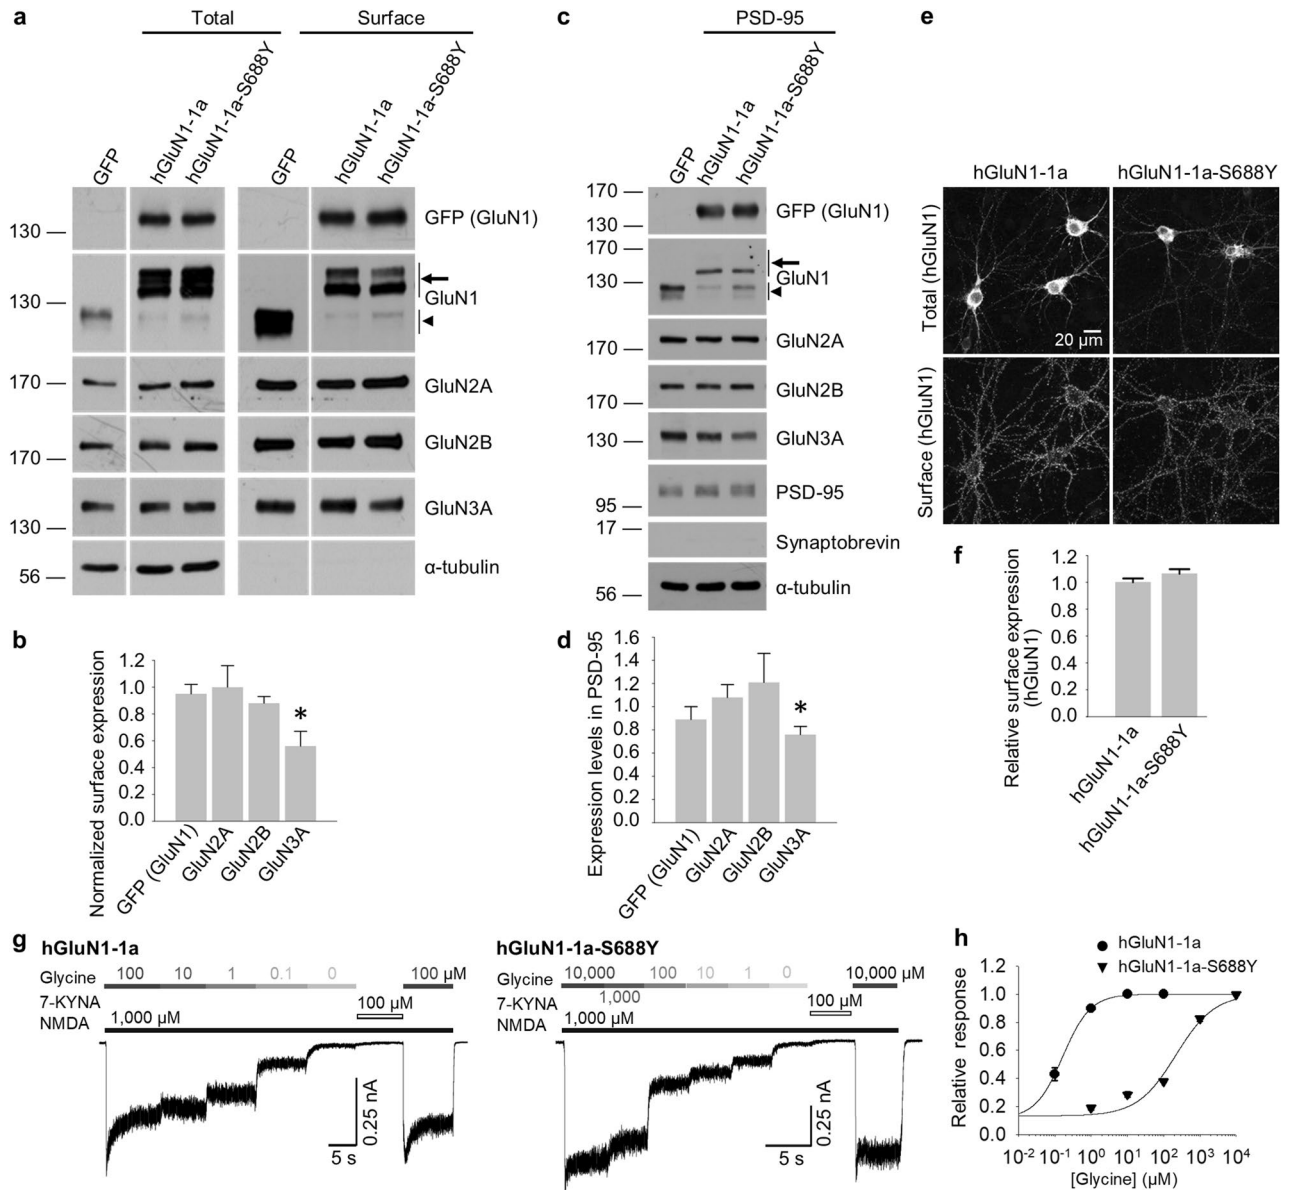 a
Total
Surface
GFP
hGluN1-1a
hGluN1-1a-S688Y
GFP
hGluN1-1a
hGluN1-1a-S688Y
130
GFP (GluN1)
130
GluN1
170
GluN2A
170
GluN2B
130
GluN3A
56
α-tubulin
b
Normalized surface expression
1.2
1.0
0.8
0.6
0.4
0.2
0.0
*
GFP (GluN1)
GluN2A
GluN2B
GluN3A
c
PSD-95
GFP
hGluN1-1a
hGluN1-1a-S688Y
170
130
GFP (GluN1)
170
130
GluN1
170
GluN2A
170
GluN2B
130
GluN3A
95
PSD-95
17
Synaptobrevin
56
α-tubulin
d
Expression levels in PSD-95
1.6
1.4
1.2
1.0
0.8
0.6
0.4
0.2
0.0
*
GFP (GluN1)
GluN2A
GluN2B
GluN3A
e
hGluN1-1a
hGluN1-1a-S688Y
Total (hGluN1)
20 µm
Surface (hGluN1)
f
Relative surface expression
(hGluN1)
1.2
1.0
0.8
0.6
0.4
0.2
0.0
hGluN1-1a
hGluN1-1a-S688Y
g
hGluN1-1a
Glycine 100 10 1 0.1 0 100 µM
7-KYNA 100 µM
NMDA 1,000 µM
0.25 nA
5 s
hGluN1-1a-S688Y
Glycine 10,000 100 10 1 0 10,000 µM
7-KYNA 1,000 100 µM
NMDA 1,000 µM
0.25 nA
5 s
h
hGluN1-1a
hGluN1-1a-S688Y
Relative response
1.2
1.0
0.8
0.6
0.4
0.2
0.0
10⁻² 10⁻¹ 10⁰ 10¹ 10² 10³ 10⁴
[Glycine] (µM)